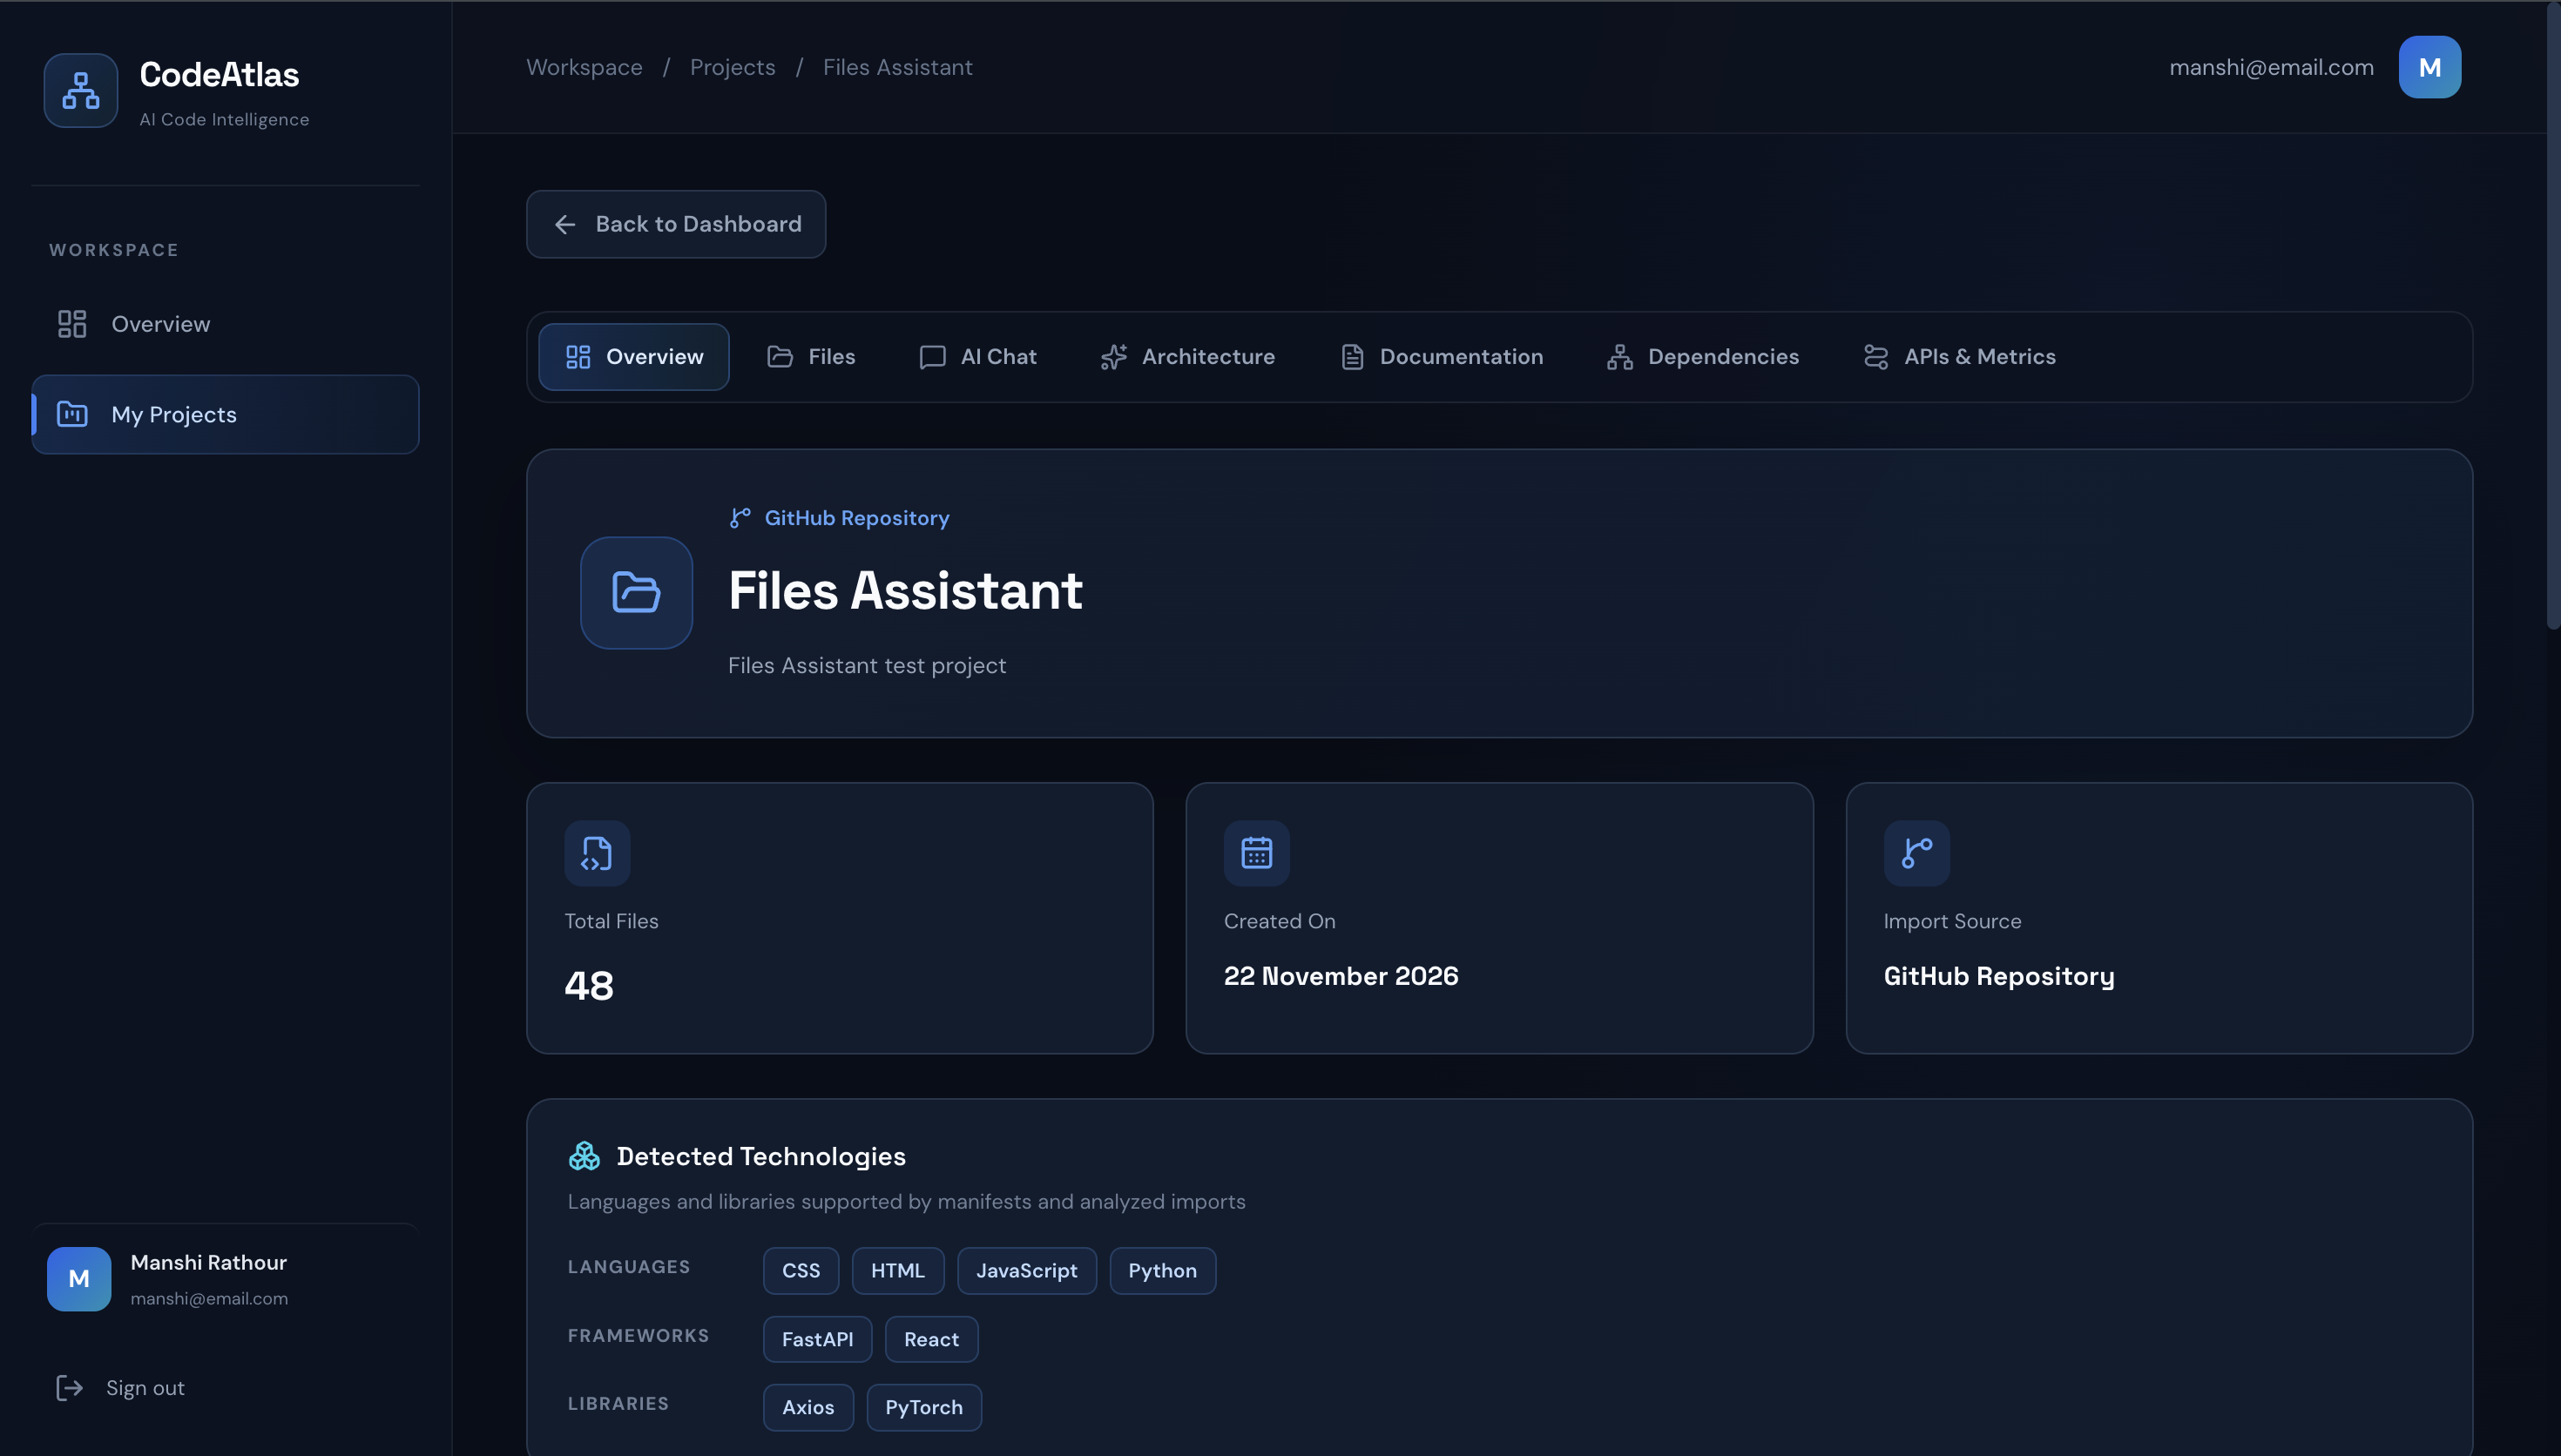 CodeAtlas
AI Code Intelligence
WORKSPACE
Overview
My Projects
M
Manshi Rathour
manshi@email.com
Sign out
Workspace / Projects / Files Assistant
manshi@email.com
M
Back to Dashboard
Overview
Files
AI Chat
Architecture
Documentation
Dependencies
APIs & Metrics
GitHub Repository
Files Assistant
Files Assistant test project
Total Files
48
Created On
22 November 2026
Import Source
GitHub Repository
Detected Technologies
Languages and libraries supported by manifests and analyzed imports
LANGUAGES CSS HTML JavaScript Python
FRAMEWORKS FastAPI React
LIBRARIES Axios PyTorch